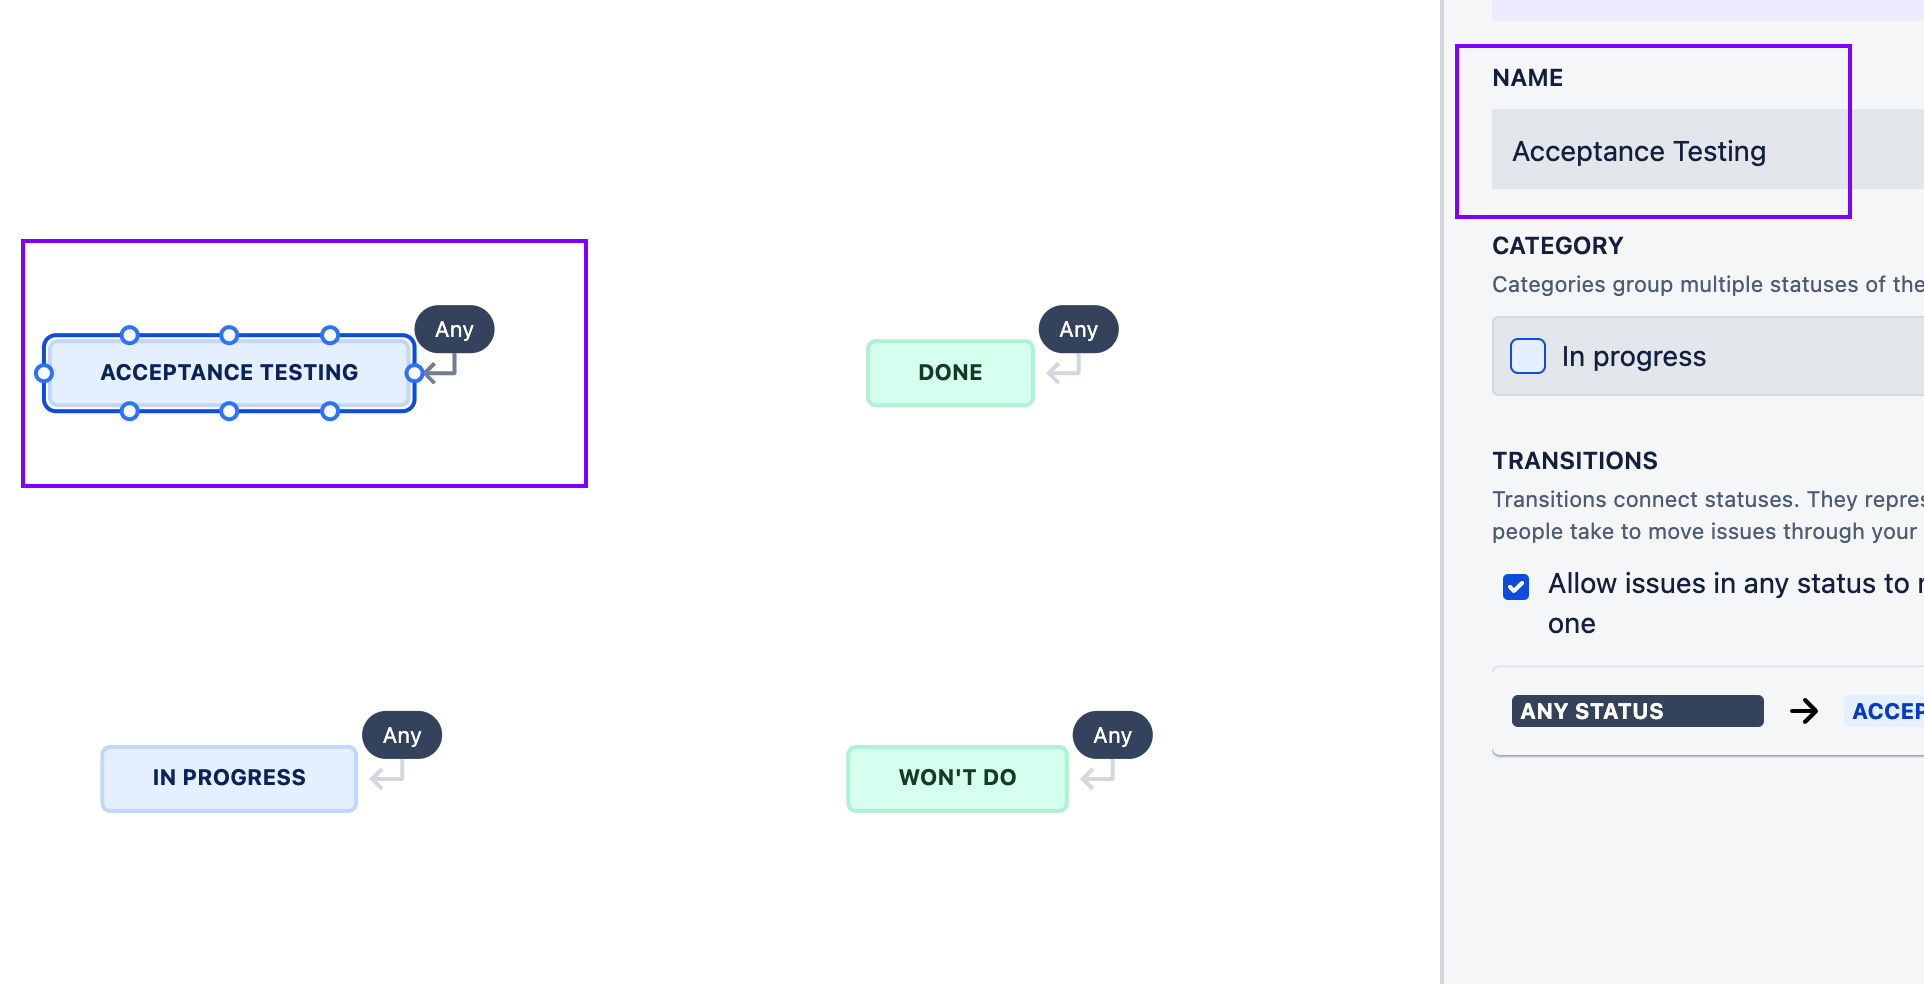 Any
ACCEPTANCE TESTING
Any
DONE
Any
IN PROGRESS
Any
WON'T DO
NAME
Acceptance Testing
CATEGORY
Categories group multiple statuses of the
In progress
TRANSITIONS
Transitions connect statuses. They repres
people take to move issues through your
Allow issues in any status to
one
ANY STATUS
ACCEP